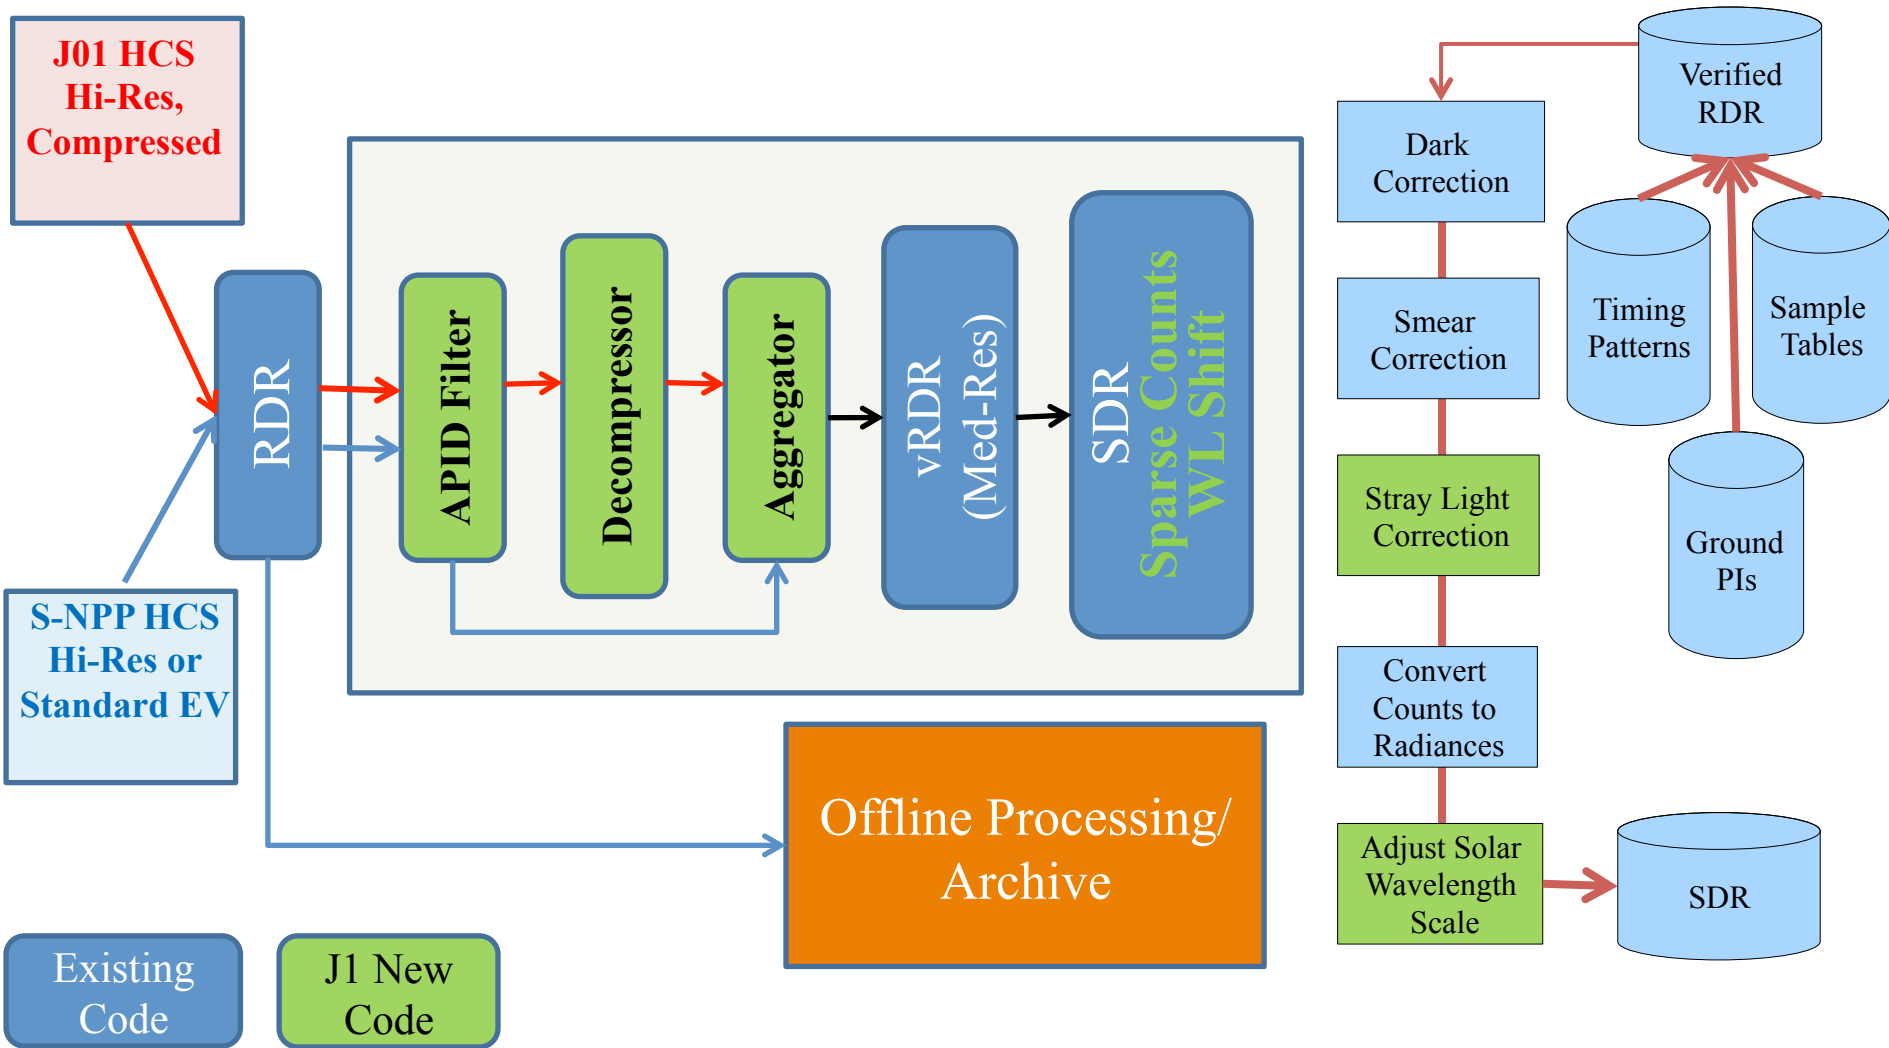 J01 HCS
Hi-Res,
Compressed
S-NPP HCS
Hi-Res or
Standard EV
RDR
APID Filter
Decompressor
Aggregator
vRDR
(Med-Res)
SDR
Sparse Counts
WL Shift
Offline Processing/
Archive
Existing
Code
J1 New
Code
Verified
RDR
Dark
Correction
Timing
Patterns
Sample
Tables
Smear
Correction
Stray Light
Correction
Ground
PIs
Convert
Counts to
Radiances
Adjust Solar
Wavelength
Scale
SDR